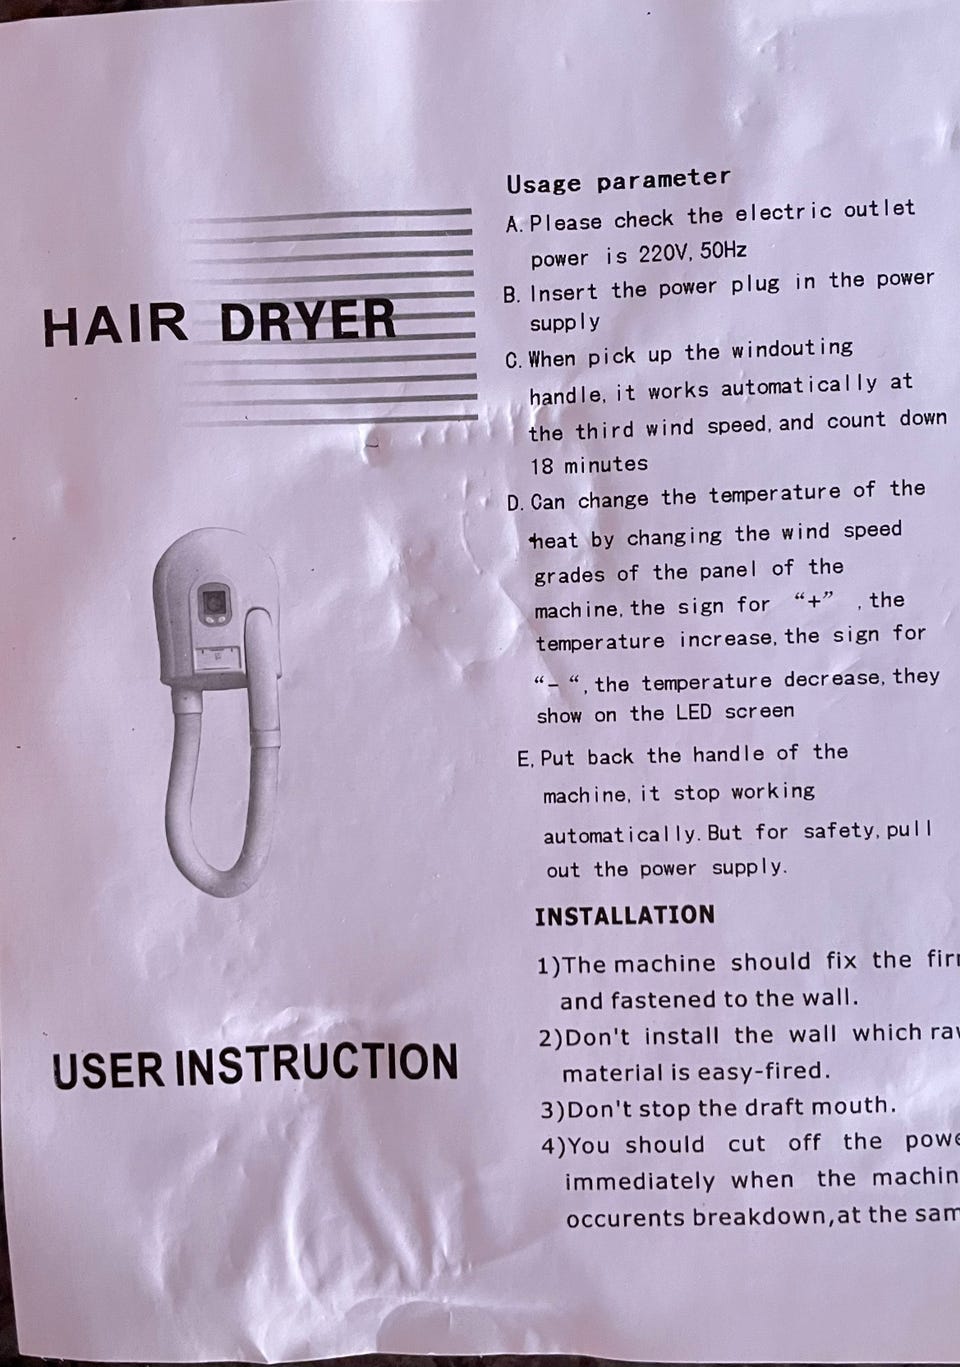 HAIR DRYER
USER INSTRUCTION
Usage parameter
A. Please check the electric outlet
power is 220V, 50Hz
B. Insert the power plug in the power
supply
C. When pick up the windouting
handle, it works automatically at
the third wind speed, and count down
18 minutes
D. Can change the temperature of the
heat by changing the wind speed
grades of the panel of the
machine, the sign for “+” , the
temperature increase, the sign for
“- “, the temperature decrease, they
show on the LED screen
E, Put back the handle of the
machine, it stop working
automatically. But for safety, pull
out the power supply.
INSTALLATION
1)The machine should fix the
and fastened to the wall.
2)Don't install the wall which
material is easy-fired.
3)Don't stop the draft mouth.
4)You should cut off the
immediately when the
occurents breakdown,at the